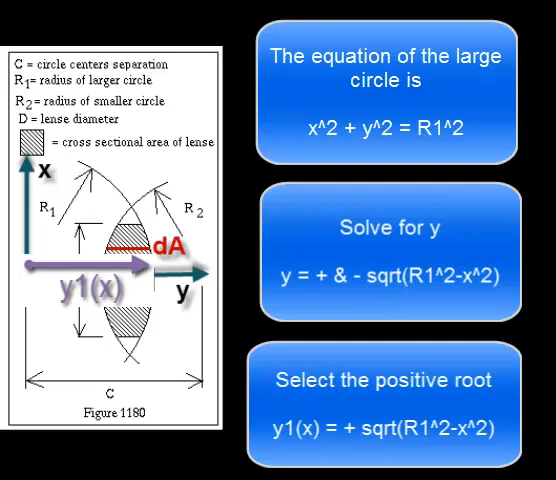 C = circle centers separation
R1= radius of larger circle
R2= radius of smaller circle
D = lense diameter
= cross sectional area of lense
x
R1
R2
dA
y1(x)
y
C
Figure 1180
The equation of the large
circle is
x^2 + y^2 = R1^2
Solve for y
y = + & - sqrt(R1^2-x^2)
Select the positive root
y1(x) = + sqrt(R1^2-x^2)